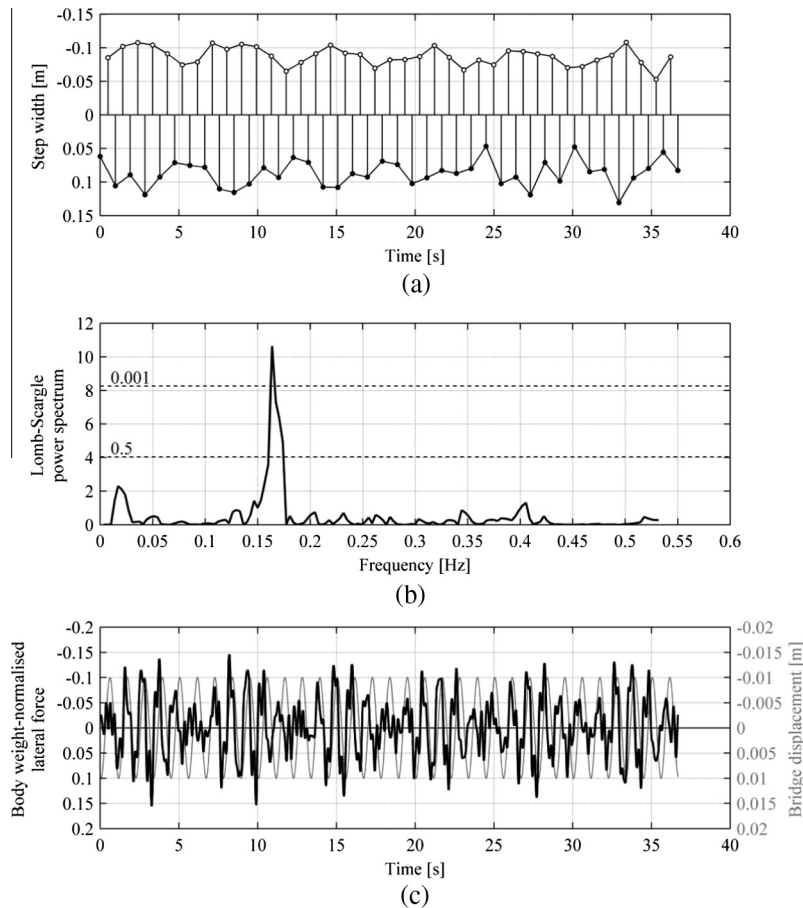 -0.15
-0.1
-0.05
0
0.05
0.1
0.15
Step width [m]
0 5 10 15 20 25 30 35 40
Time [s]
(a)
12
10
8
6
4
2
0
Lomb-Scargle
power spectrum
0.001
0.5
0 0.05 0.1 0.15 0.2 0.25 0.3 0.35 0.4 0.45 0.5 0.55 0.6
Frequency [Hz]
(b)
-0.2
-0.15
-0.1
-0.05
0
0.05
0.1
0.15
0.2
Body weight-normalised
lateral force
-0.02
-0.015
-0.01
-0.005
0
0.005
0.01
0.015
0.02
Bridge displacement [m]
0 5 10 15 20 25 30 35 40
Time [s]
(c)